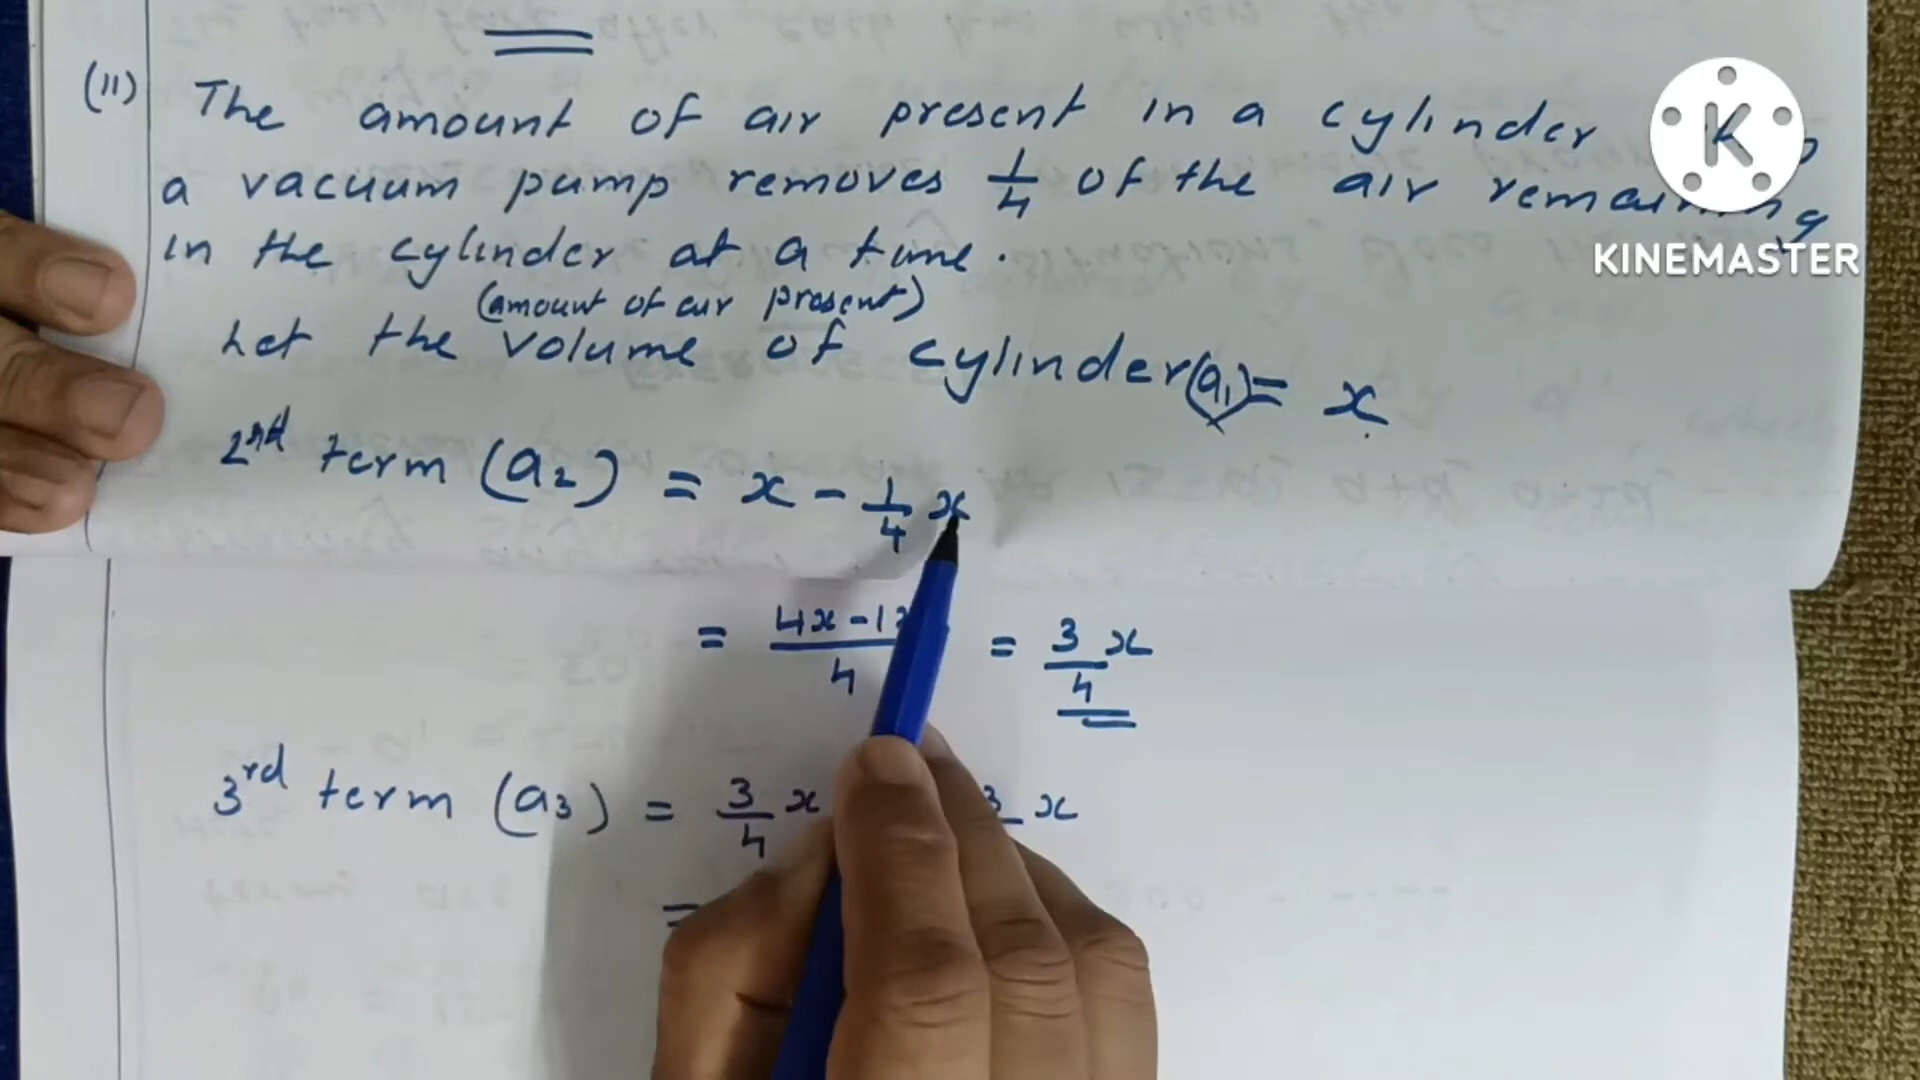 (11) The amount of air present in a cylinder
a vacuum pump removes 1/4 of the air remaining
in the cylinder at a time.
(amount of air present)
Let the volume of cylinder (a₁) = x
2nd term (a₂) = x - 1/4 x
= 4x-1x/4 = 3/4 x
3rd term (a₃) = 3/4 x 3 x
=
K
KINEMASTER